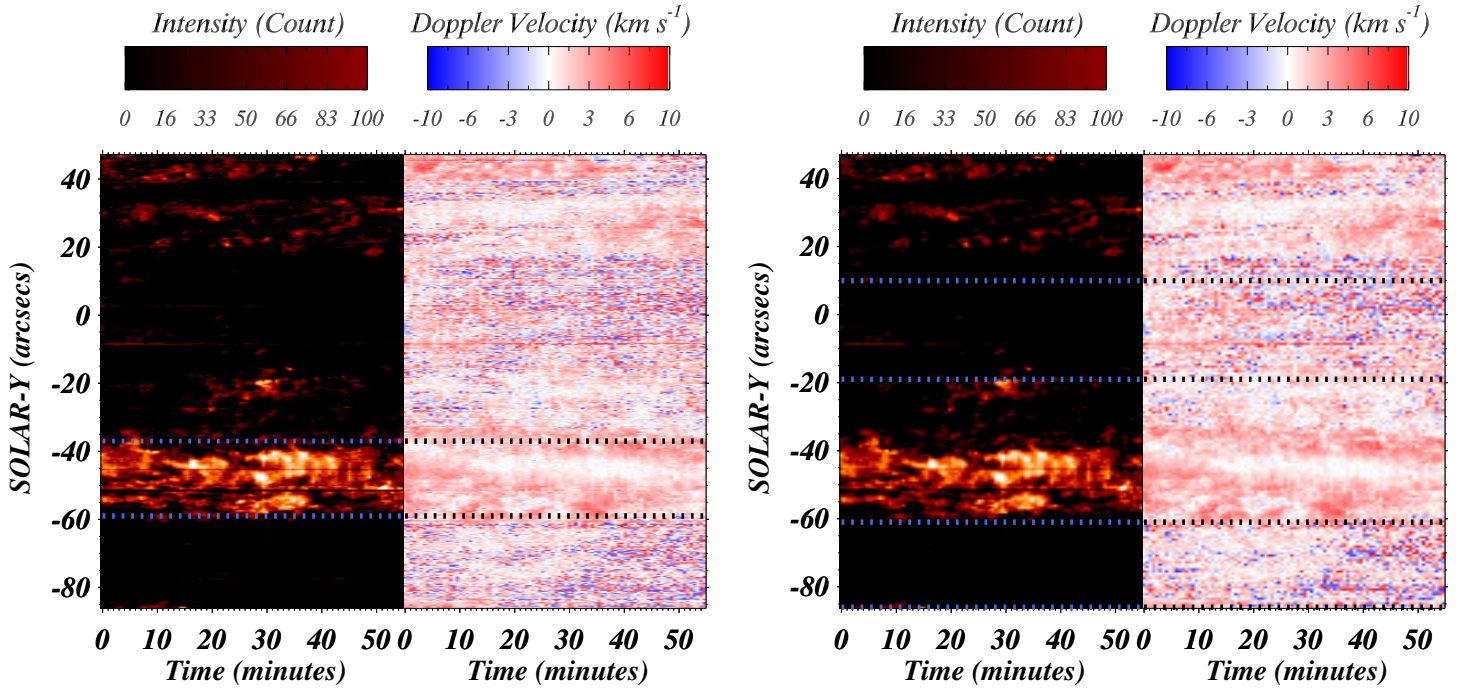 Intensity (Count) Doppler Velocity (km s⁻¹) Intensity (Count) Doppler Velocity (km s⁻¹)
0 16 33 50 66 83 100 -10 -6 -3 0 3 6 10 0 16 33 50 66 83 100 -10 -6 -3 0 3 6 10
SOLAR-Y (arcsecs)
40
20
0
-20
-40
-60
-80
0 10 20 30 40 50 0 10 20 30 40 50
Time (minutes) Time (minutes)
SOLAR-Y (arcsecs)
40
20
0
-20
-40
-60
-80
0 10 20 30 40 50 0 10 20 30 40 50
Time (minutes) Time (minutes)